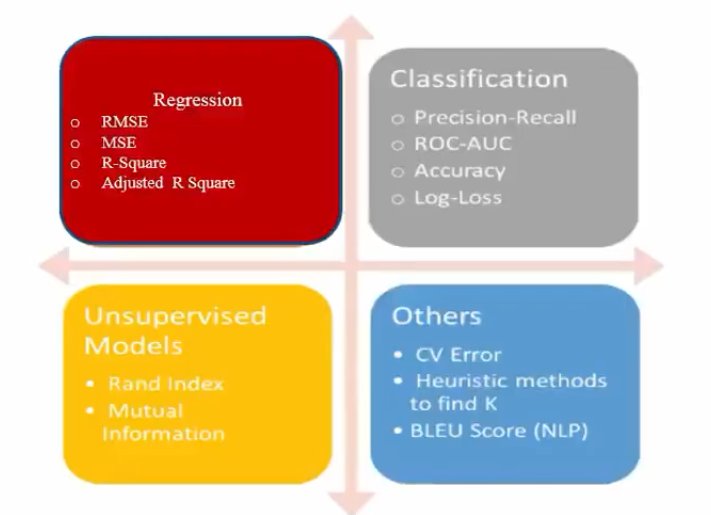 Regression
○ RMSE
○ MSE
○ R-Square
○ Adjusted R Square
Classification
○ Precision-Recall
○ ROC-AUC
○ Accuracy
○ Log-Loss
Unsupervised
Models
• Rand Index
• Mutual
Information
Others
• CV Error
• Heuristic methods
to find K
• BLEU Score (NLP)